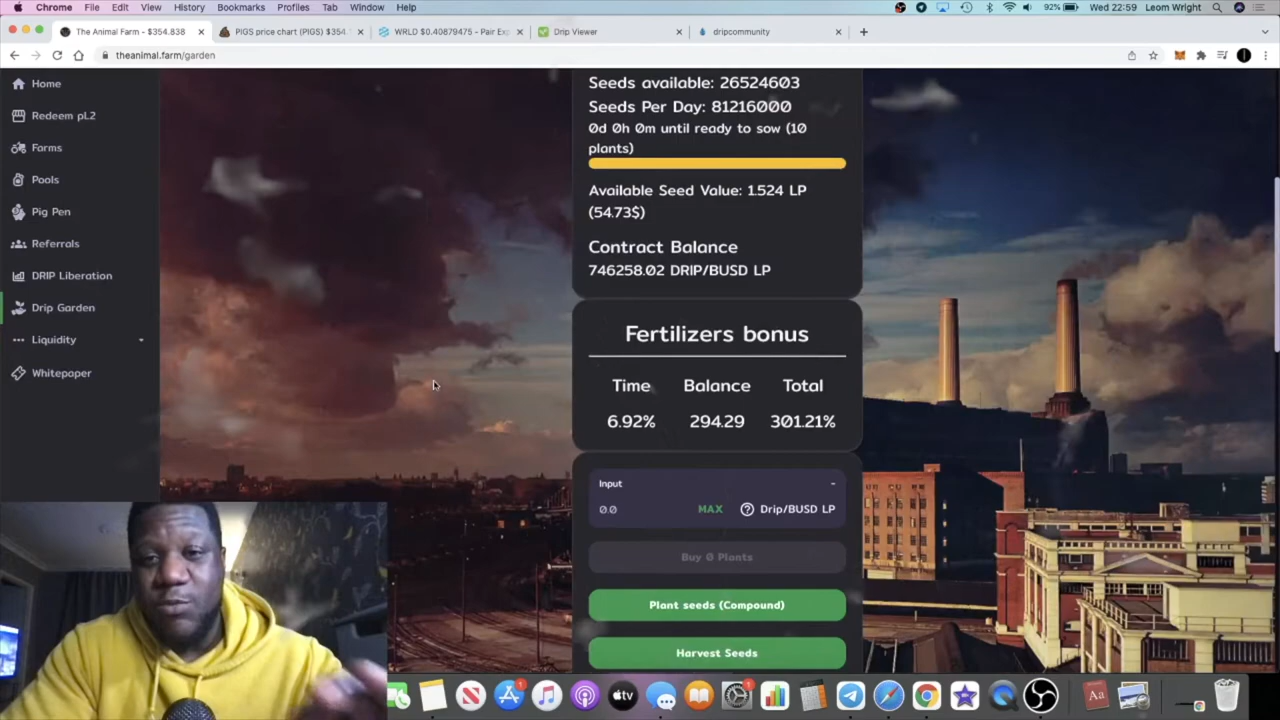 Chrome File Edit View History Bookmarks Profiles Tab Window Help 92% Wed 22:59 Leom Wright
The Animal Farm - $354.838
PIGS price chart (PIGS) $354.
WRLD $0.40879475 - Pair Exp
Drip Viewer
dripcommunity
theanimal.farm/garden
Home
Redeem pL2
Farms
Pools
Pig Pen
Referrals
DRIP Liberation
Drip Garden
Liquidity
Whitepaper
Seeds available: 26524603
Seeds Per Day: 81216000
0d 0h 0m until ready to sow (10
plants)
Available Seed Value: 1.524 LP
(54.73$)
Contract Balance
746258.02 DRIP/BUSD LP
Fertilizers bonus
Time Balance Total
6.92% 294.29 301.21%
Input -
0.0 MAX Drip/BUSD LP
Buy 0 Plants
Plant seeds (Compound)
Harvest Seeds
tv
Aa